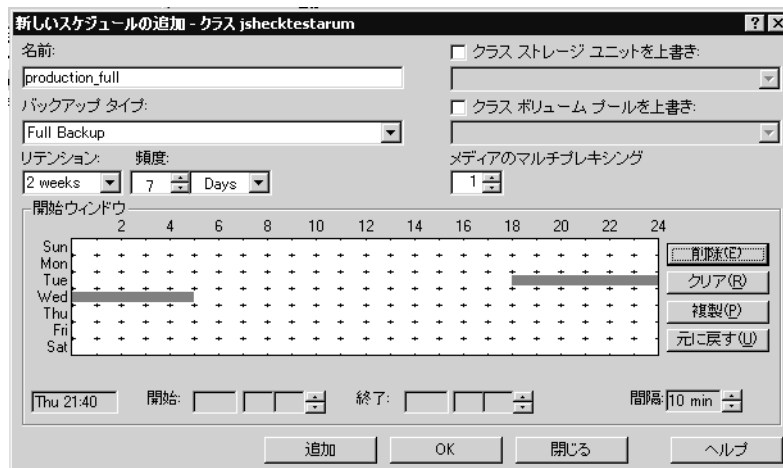 新しいスケジュールの追加 - クラス jshecktestarum
名前:
production_full
クラス ストレージ ユニットを上書き:
バックアップ タイプ:
Full Backup
クラス ボリューム プールを上書き:
リテンション: 頻度:
2 weeks 7 Days
メディアのマルチプレキシング
1
開始ウィンドウ
2 4 6 8 10 12 14 16 18 20 22 24
Sun
Mon
Tue
Wed
Thu
Fri
Sat
削除(E)
クリア(R)
複製(P)
元に戻す(U)
Thu 21:40 開始: 終了: 間隔: 10 min
追加 OK 閉じる ヘルプ